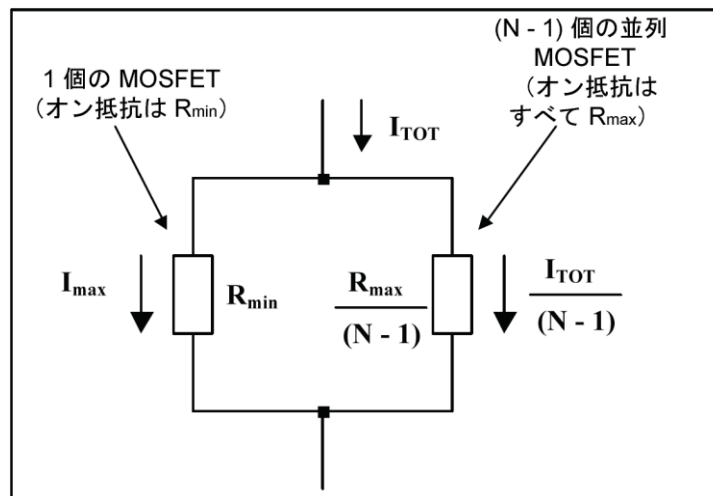 1 個の MOSFET
（オン抵抗は Rmin）
(N - 1) 個の並列
MOSFET
（オン抵抗は
すべて Rmax）
ITOT
Imax
Rmin
Rmax
(N - 1)
ITOT
(N - 1)